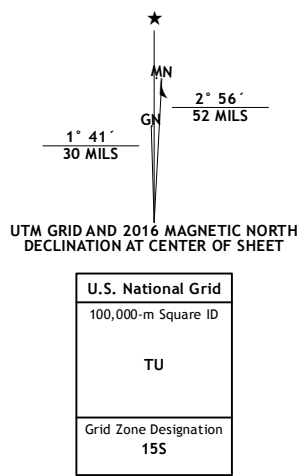 ★
MN
GN
2° 56´
52 MILS
1° 41´
30 MILS
UTM GRID AND 2016 MAGNETIC NORTH
DECLINATION AT CENTER OF SHEET
U.S. National Grid
100,000-m Square ID
TU
Grid Zone Designation
15S